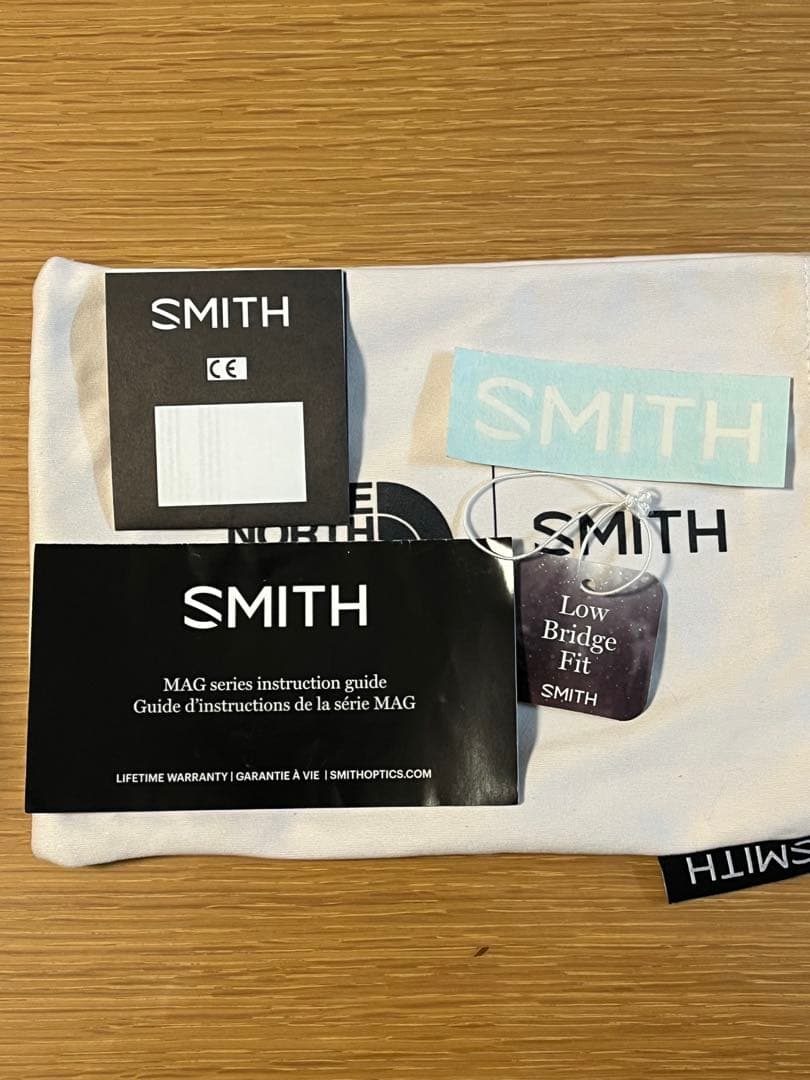 SMITH
CE
SMITH
NORTH
SMITH
Low
Bridge
Fit
SMITH
SMITH
MAG series instruction guide
Guide d'instructions de la série MAG
LIFETIME WARRANTY | GARANTIE À VIE | SMITHOPTICS.COM
SMITH